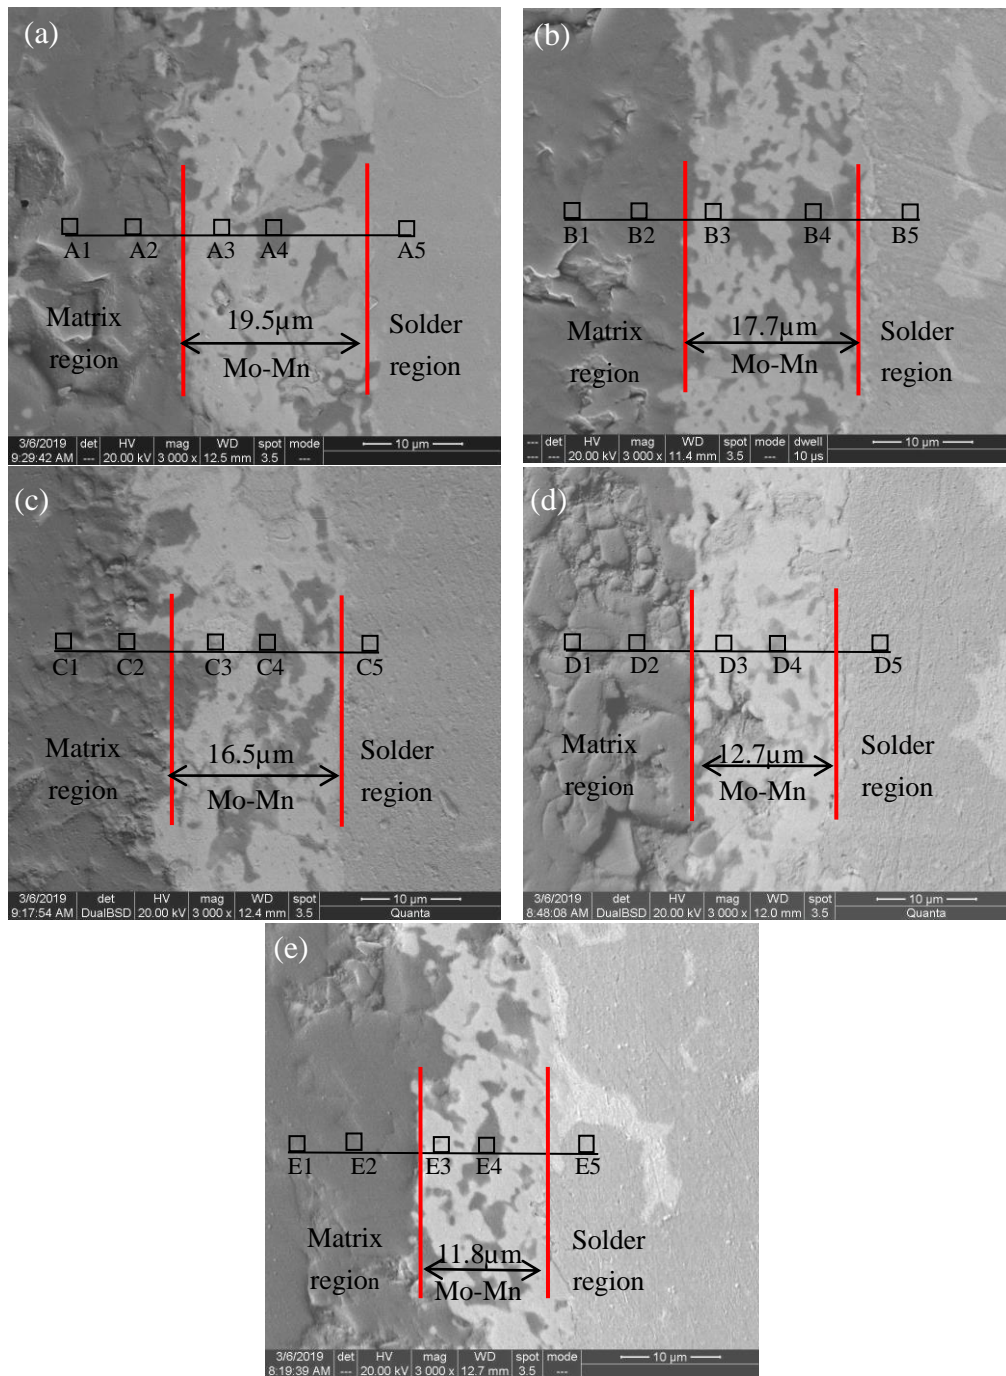 (a)
A1 A2 A3 A4 A5
Matrix region
19.5μm
Mo-Mn
Solder region
3/6/2019 det HV mag WD spot mode
9:29:42 AM --- 20.00 kV 3 000 x 12.5 mm 3.5 ---
10 μm
(b)
B1 B2 B3 B4 B5
Matrix region
17.7μm
Mo-Mn
Solder region
--- det HV mag WD spot mode dwell
--- --- 20.00 kV 3 000 x 11.4 mm 3.5 --- 10 μs
10 μm
(c)
C1 C2 C3 C4 C5
Matrix region
16.5μm
Mo-Mn
Solder region
3/6/2019 det HV mag WD spot
9:17:54 AM DualBSD 20.00 kV 3 000 x 12.4 mm 3.5
10 μm
Quanta
(d)
D1 D2 D3 D4 D5
Matrix region
12.7μm
Mo-Mn
Solder region
3/6/2019 det HV mag WD spot
8:48:08 AM DualBSD 20.00 kV 3 000 x 12.0 mm 3.5
10 μm
Quanta
(e)
E1 E2 E3 E4 E5
Matrix region
11.8μm
Mo-Mn
Solder region
3/6/2019 det HV mag WD spot mode
8:19:39 AM --- 20.00 kV 3 000 x 12.7 mm 3.5 ---
10 μm